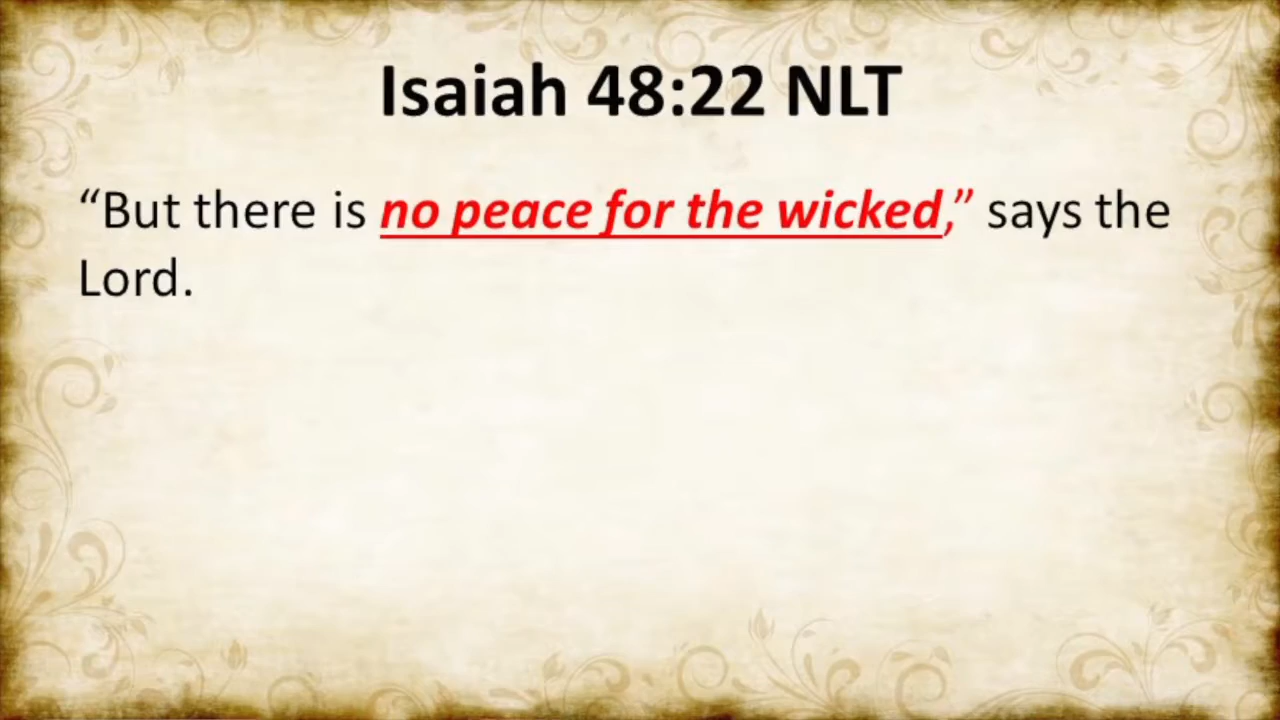 Isaiah 48:22 NLT
“But there is no peace for the wicked,” says the
Lord.